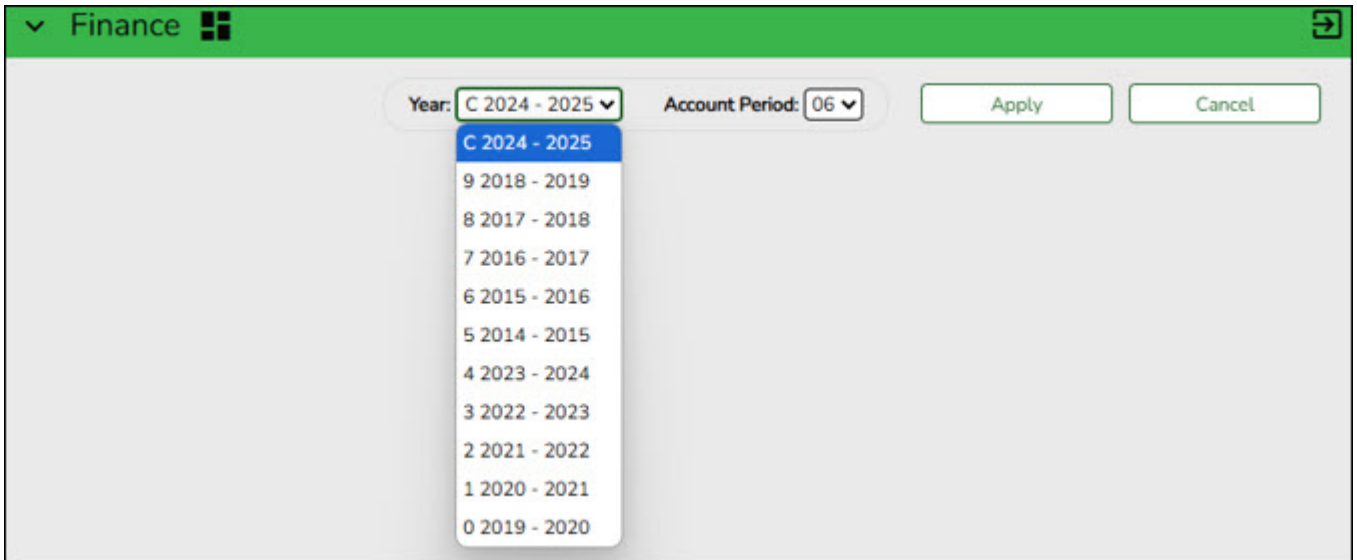 Finance
Year: C 2024 - 2025 Account Period: 06 Apply Cancel
C 2024 - 2025
9 2018 - 2019
8 2017 - 2018
7 2016 - 2017
6 2015 - 2016
5 2014 - 2015
4 2023 - 2024
3 2022 - 2023
2 2021 - 2022
1 2020 - 2021
0 2019 - 2020